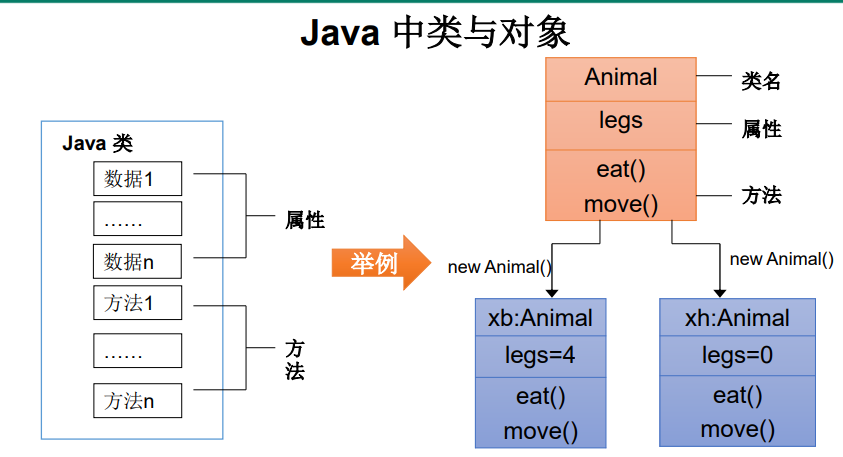 Java 中类与对象
Java 类
数据1
……
数据n
方法1
……
方法n
属性
方
法
举例
Animal
legs
eat()
move()
类名
属性
方法
new Animal()
new Animal()
xb:Animal
legs=4
eat()
move()
xh:Animal
legs=0
eat()
move()